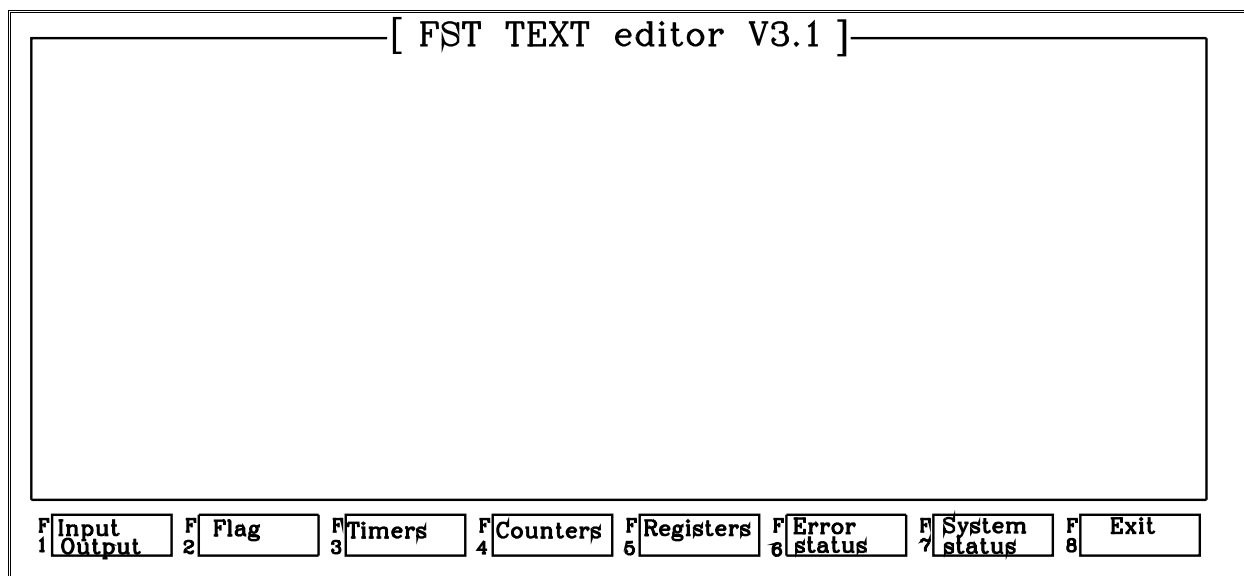 [ FST TEXT editor V3.1 ]
F1 Input Output
F2 Flag
F3 Timers
F4 Counters
F5 Registers
F6 Error status
F7 System status
F8 Exit